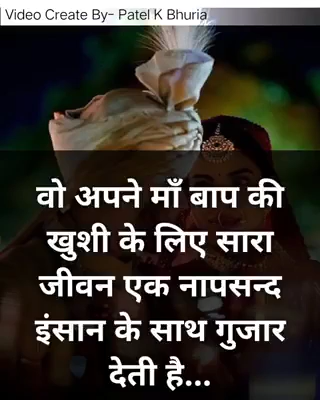 Video Create By- Patel K Bhuria
वो अपने माँ बाप की
खुशी के लिए सारा
जीवन एक नापसन्द
इंसान के साथ गुजार
देती है...